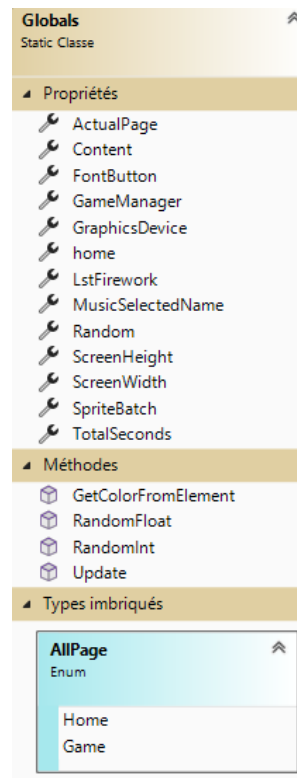 Globals
Static Classe
Propriétés
ActualPage
Content
FontButton
GameManager
GraphicsDevice
home
LstFirework
MusicSelectedName
Random
ScreenHeight
ScreenWidth
SpriteBatch
TotalSeconds
Méthodes
GetColorFromElement
RandomFloat
RandomInt
Update
Types imbriqués
AllPage
Enum
Home
Game